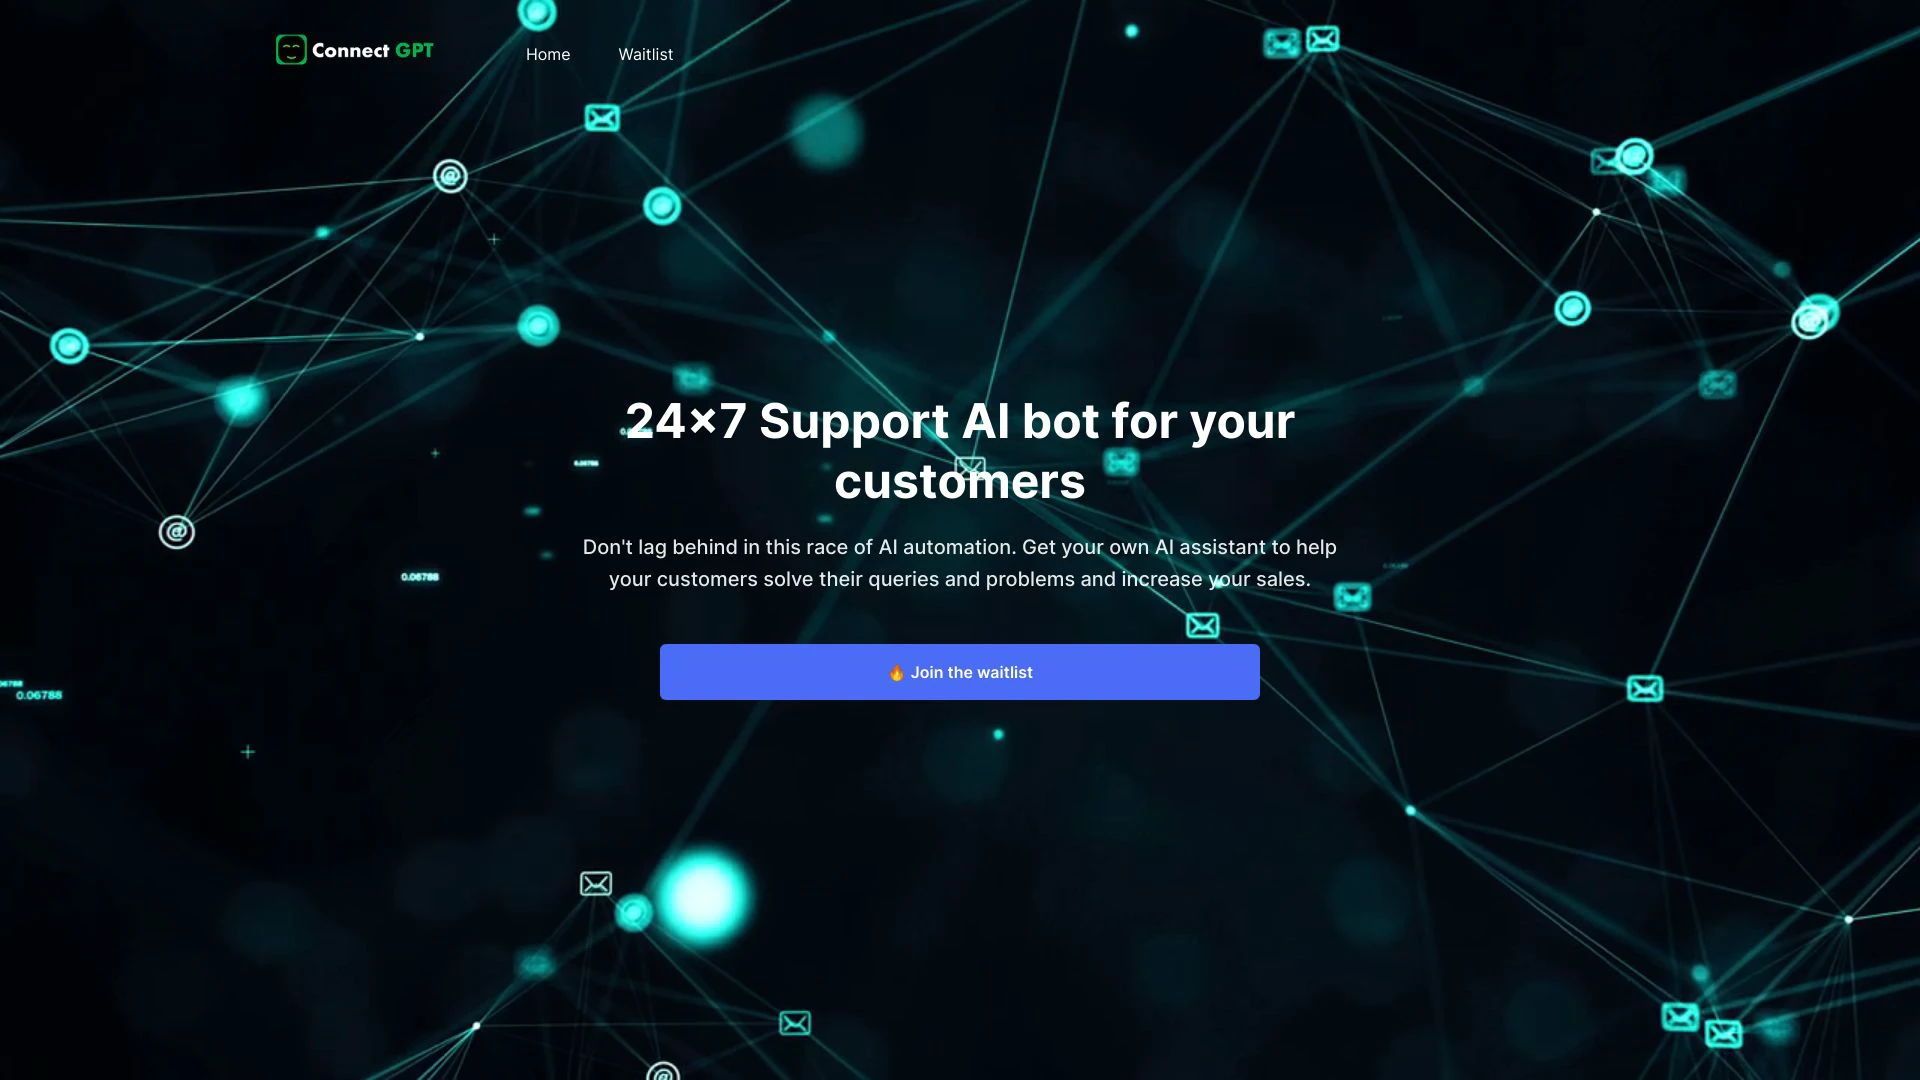 Connect GPT
Home
Waitlist
24×7 Support AI bot for your
customers
Don't lag behind in this race of AI automation. Get your own AI assistant to help
your customers solve their queries and problems and increase your sales.
0.06788
0.06788
🔥 Join the waitlist